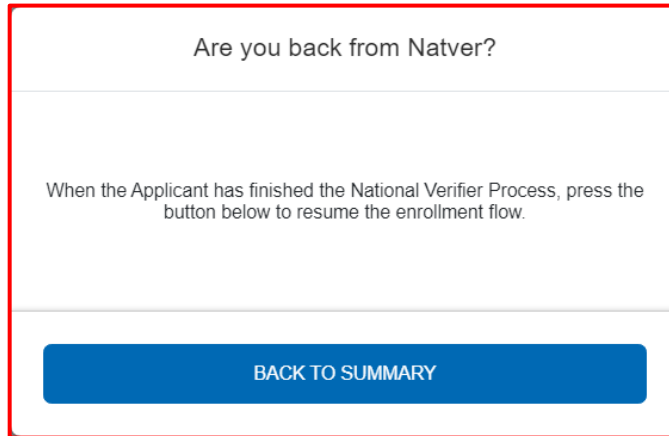 Are you back from Natver?
When the Applicant has finished the National Verifier Process, press the
button below to resume the enrollment flow.
BACK TO SUMMARY